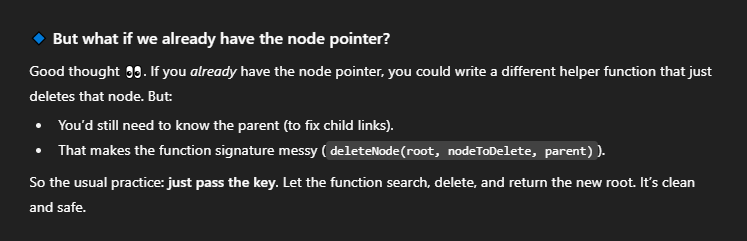 🔹 But what if we already have the node pointer?
Good thought 👀. If you already have the node pointer, you could write a different helper function that just
deletes that node. But:
• You'd still need to know the parent (to fix child links).
• That makes the function signature messy ( deleteNode(root, nodeToDelete, parent) ).
So the usual practice: just pass the key. Let the function search, delete, and return the new root. It's clean
and safe.